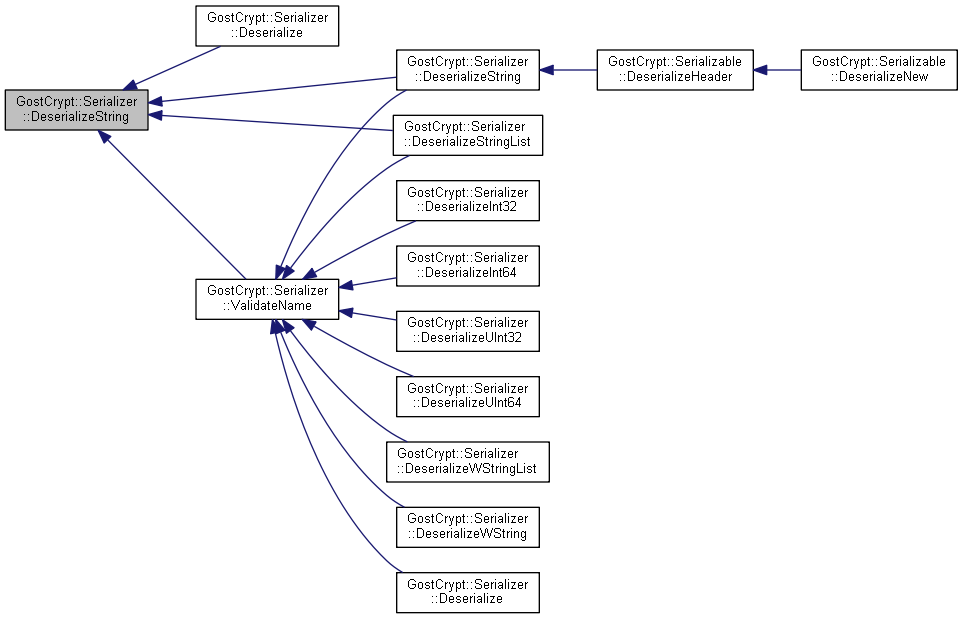 GostCrypt::Serializer
::Deserialize
GostCrypt::Serializer
::DeserializeString
GostCrypt::Serializable
::DeserializeHeader
GostCrypt::Serializable
::DeserializeNew
GostCrypt::Serializer
::DeserializeString
GostCrypt::Serializer
::DeserializeStringList
GostCrypt::Serializer
::DeserializeInt32
GostCrypt::Serializer
::DeserializeInt64
GostCrypt::Serializer
::ValidateName
GostCrypt::Serializer
::DeserializeUInt32
GostCrypt::Serializer
::DeserializeUInt64
GostCrypt::Serializer
::DeserializeWStringList
GostCrypt::Serializer
::DeserializeWString
GostCrypt::Serializer
::Deserialize